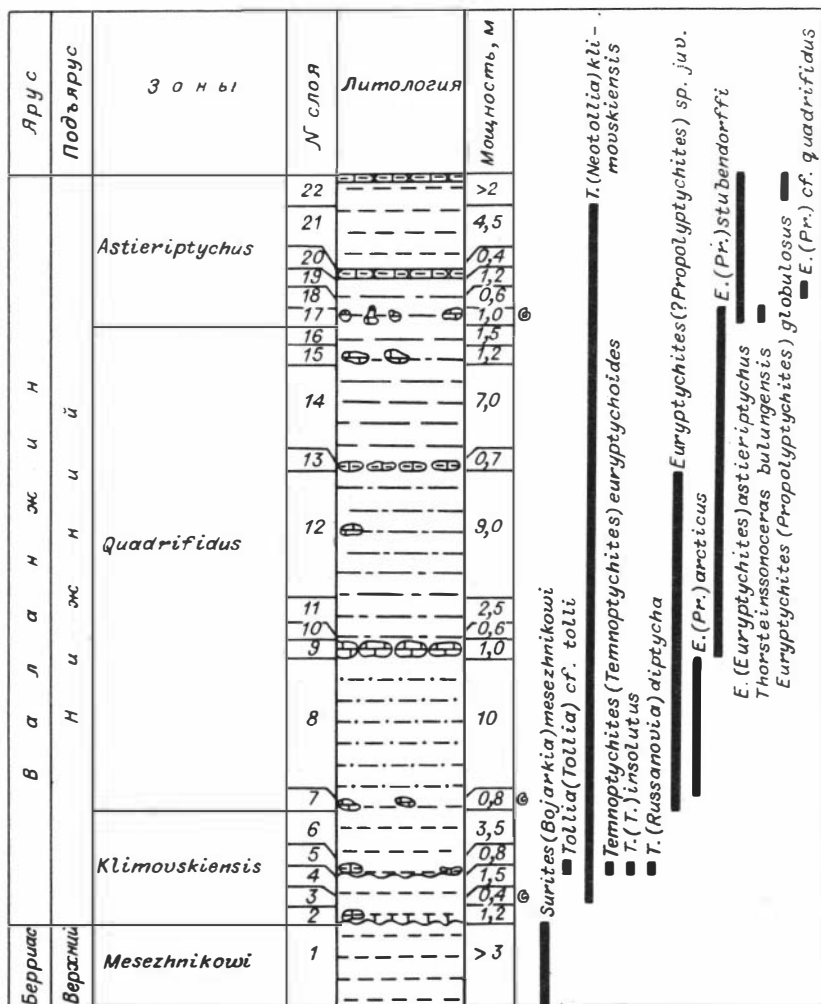 Ярус
Подъярус
Зоны
N слоя
Литология
Мощность, м
Валанжин
Нижний
Astieriptychus
22
>2
21
4,5
20
0,4
19
1,2
18
0,6
17
1,0
Quadrifidus
16
1,5
15
1,2
14
7,0
13
0,7
12
9,0
11
2,5
10
0,6
9
1,0
8
10
7
0,8
Klimovskiensis
6
3,5
5
0,8
4
1,5
3
0,4
2
1,2
Берриас
Верхний
Mesezhnikowi
1
>3
Surites (Bojarkia) mesezhnikowi
Tollia (Tollia) cf. tolli
T. (Neotollia) kli-
movskiensis
Temnoptychites (Temnoptychites) euryptychoides
T. (T.) insolutus
T. (Russanovia) diptycha
Euryptychites (?Propolyptychites) sp. juv.
E. (Pr.) arcticus
E. (Pr.) stubendorffi
E. (Euryptychites) astieriptychus
Thorsteinssonoceras bulungensis
Euryptychites (Propolyptychites) globulosus
E. (Pr.) cf. quadrifidus